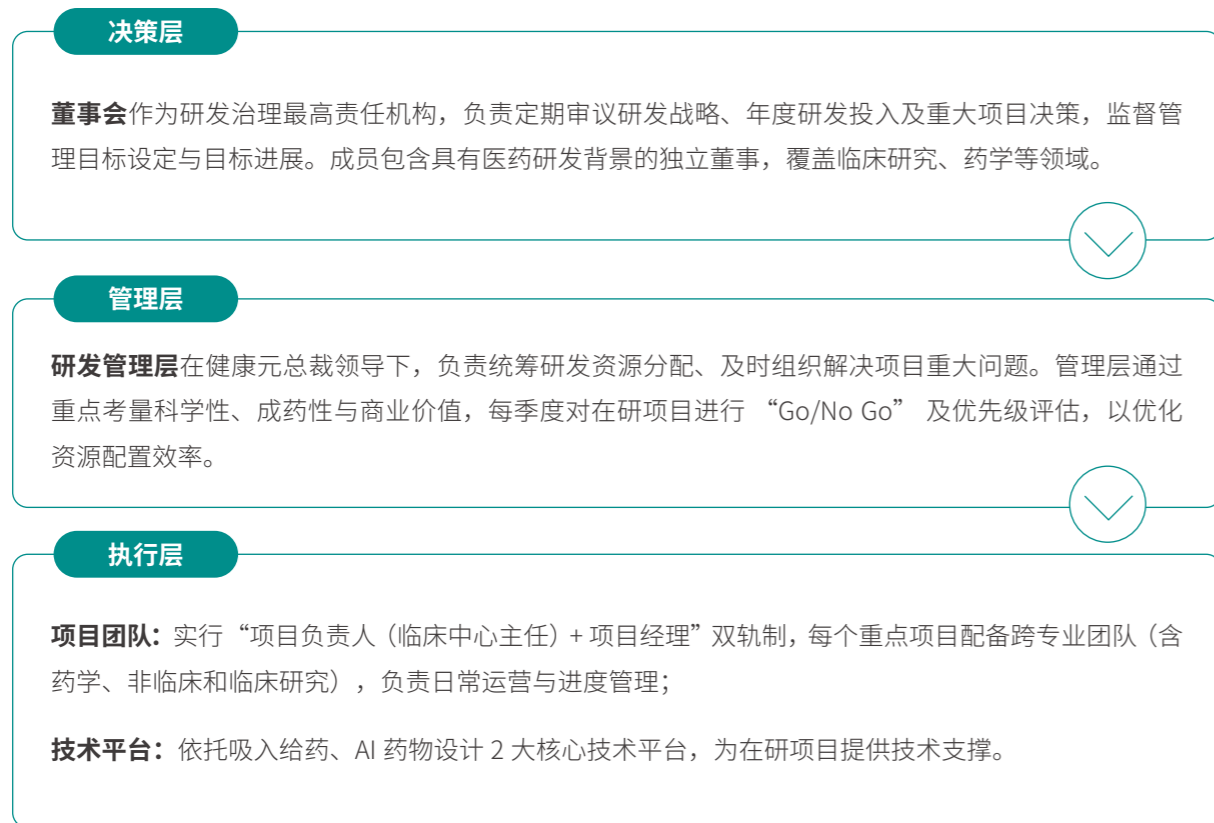 决策层
董事会作为研发治理最高责任机构，负责定期审议研发战略、年度研发投入及重大项目决策，监督管
理目标设定与目标进展。成员包含具有医药研发背景的独立董事，覆盖临床研究、药学等领域。
管理层
研发管理层在健康元总裁领导下，负责统筹研发资源分配、及时组织解决项目重大问题。管理层通过
重点考量科学性、成药性与商业价值，每季度对在研项目进行 “Go/No Go” 及优先级评估，以优化
资源配置效率。
执行层
项目团队：实行“项目负责人（临床中心主任）+ 项目经理”双轨制，每个重点项目配备跨专业团队（含
药学、非临床和临床研究），负责日常运营与进度管理；
技术平台：依托吸入给药、AI 药物设计 2 大核心技术平台，为在研项目提供技术支撑。